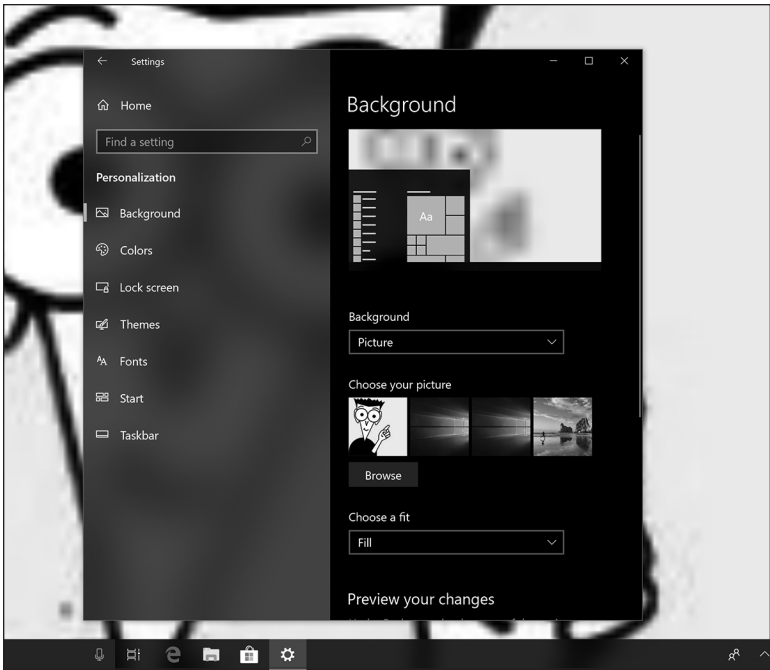 Settings
Home
Find a setting
Personalization
Background
Colors
Lock screen
Themes
Fonts
Start
Taskbar
Background
Aa
Background
Picture
Choose your picture
Browse
Choose a fit
Fill
Preview your changes